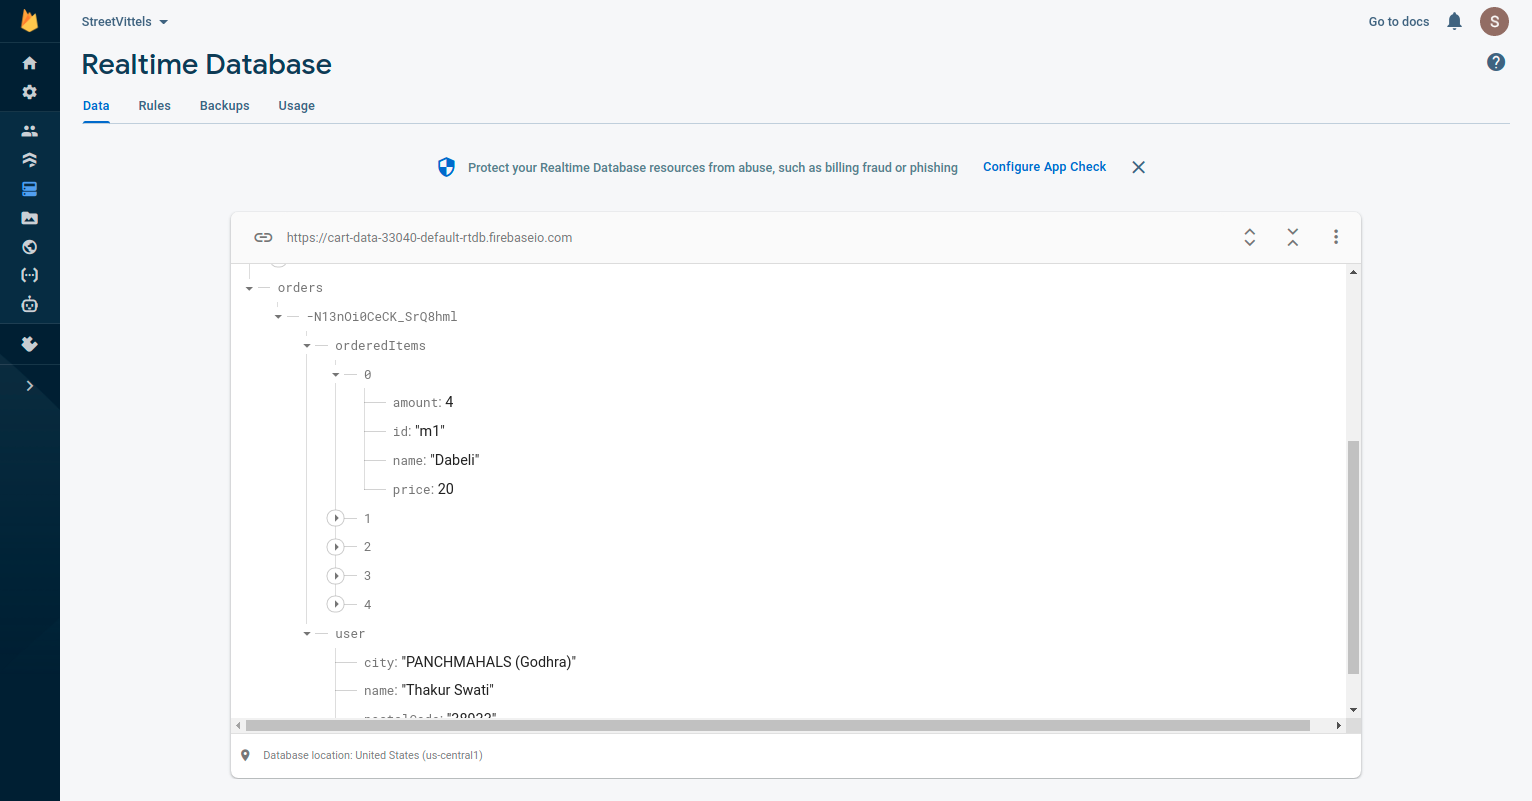 StreetVittels
Go to docs
S
Realtime Database
?
Data Rules Backups Usage
Protect your Realtime Database resources from abuse, such as billing fraud or phishing Configure App Check
https://cart-data-33040-default-rtdb.firebaseio.com
orders
-N13nOi0CeCK_SrQ8hml
orderedItems
0
amount: 4
id: "m1"
name: "Dabeli"
price: 20
1
2
3
4
user
city: "PANCHMAHALS (Godhra)"
name: "Thakur Swati"
Database location: United States (us-central1)